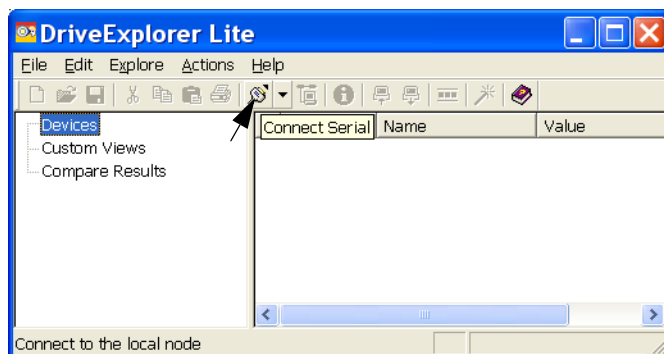 DriveExplorer Lite
File Edit Explore Actions Help
Devices
Connect Serial Name Value
Custom Views
Compare Results
Connect to the local node